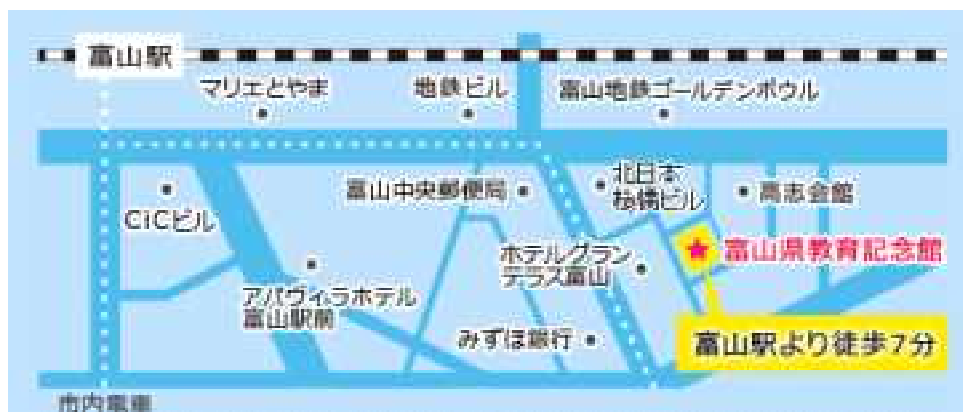 富山駅
マリエとやま
地鉄ビル
富山地鉄ゴールデンボウル
富山中央郵便局
北日本
桜橋ビル
高志会館
CiCビル
ホテルグラン
テラス富山
富山県教育記念館
アパヴィラホテル
富山駅前
みずほ銀行
富山駅より徒歩7分
市内電車